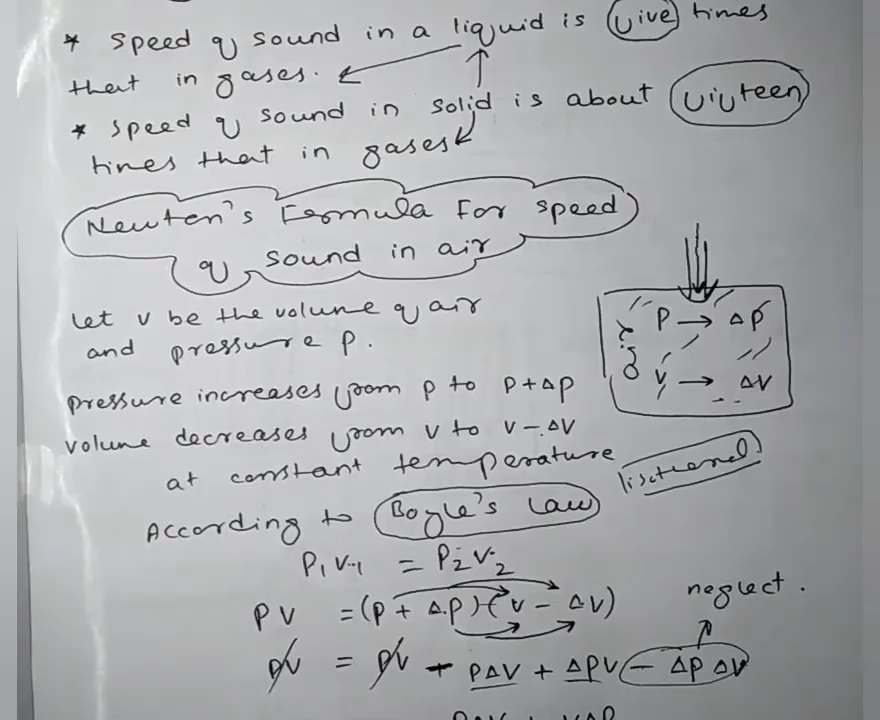 * Speed of sound in a liquid is five times
that in gases.
* Speed of sound in solid is about fifteen
times that in gases
Newton's Formula For speed
of sound in air
Let V be the volume of air
and pressure P.
P → ΔP
air
V → ΔV
Pressure increases from P to P+ΔP
Volume decreases from V to V-ΔV
at constant temperature
According to Boyle's Law
P₁V₁ = P₂V₂
PV = (P + ΔP)(V - ΔV)
neglect.
PV = PV - PΔV + ΔPV - ΔP ΔV